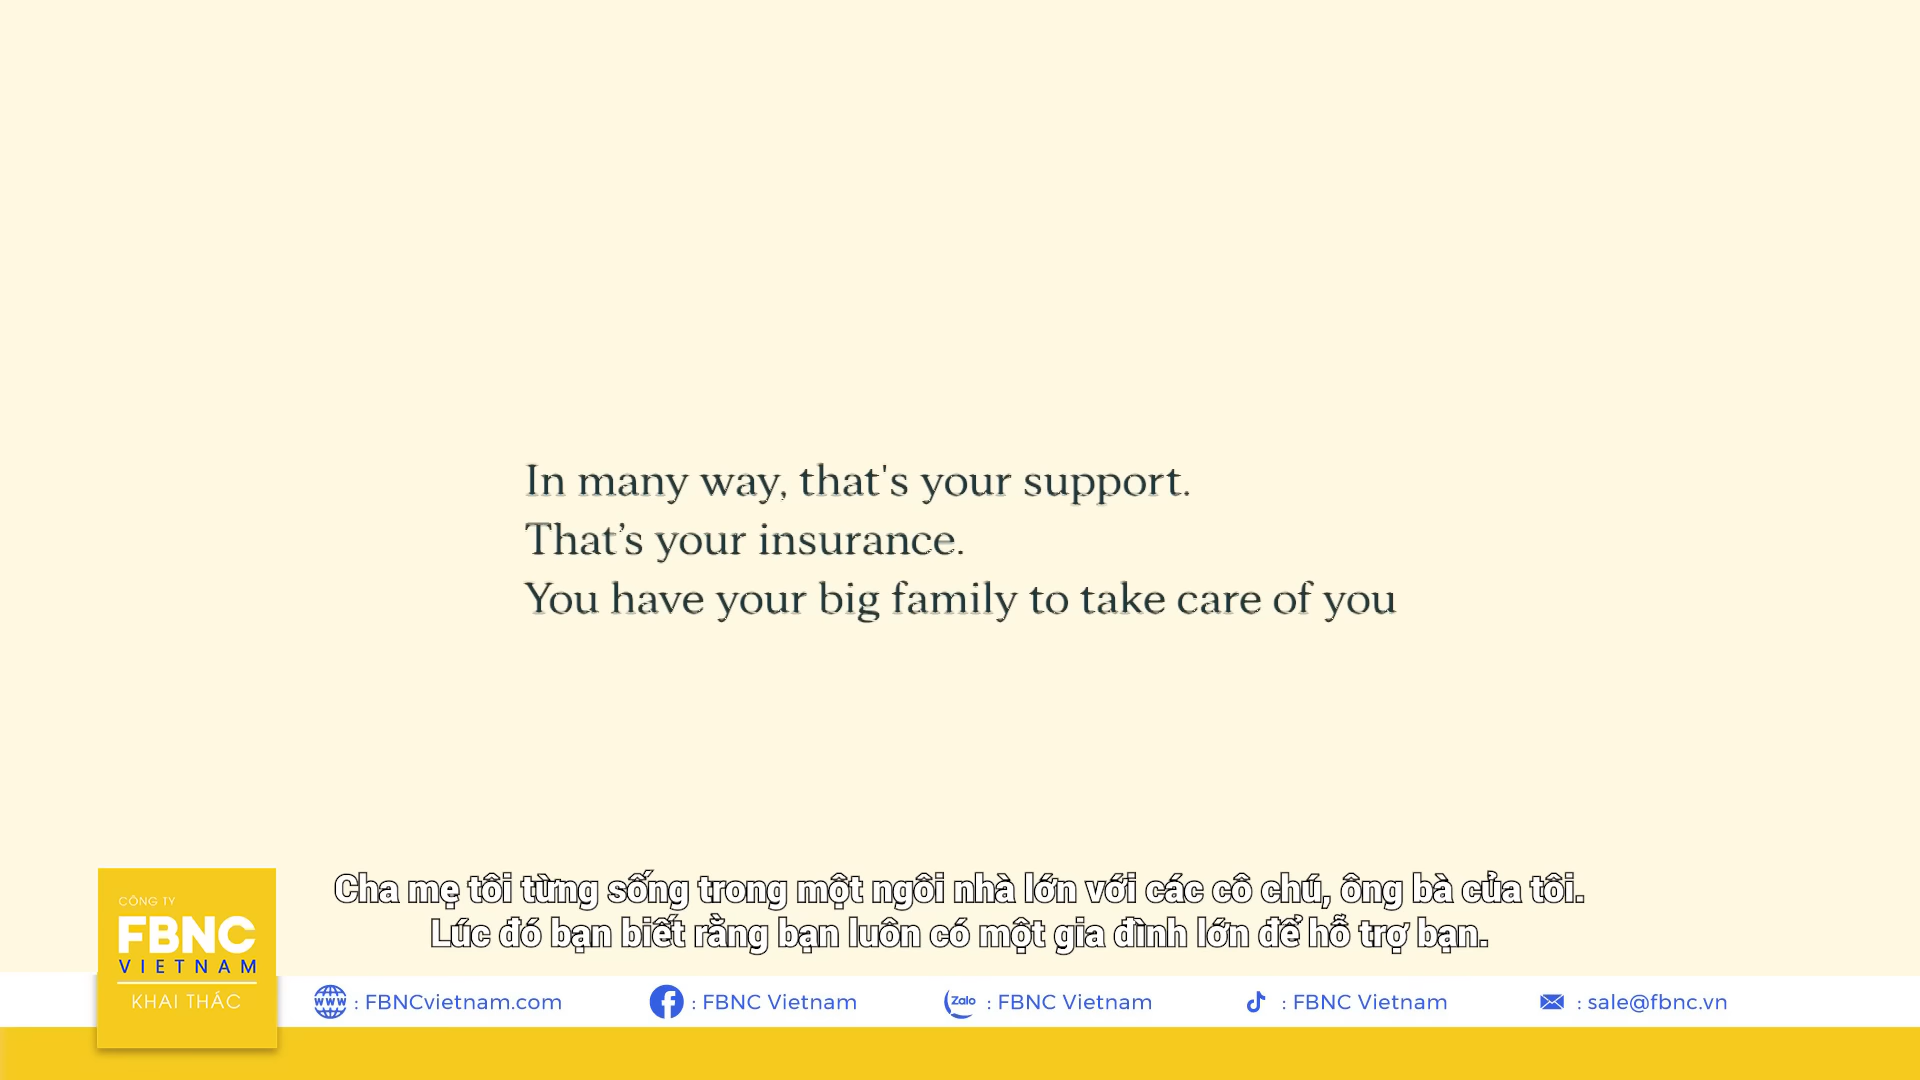 In many way, that's your support.
That’s your insurance.
You have your big family to take care of you
Cha mẹ tôi từng sống trong một ngôi nhà lớn với các cô chú, ông bà của tôi.
Lúc đó bạn biết rằng bạn luôn có một gia đình lớn để hỗ trợ bạn.
CÔNG TY
FBNC
VIETNAM
KHAI THÁC
WWW : FBNCvietnam.com
: FBNC Vietnam
Zalo : FBNC Vietnam
: FBNC Vietnam
: sale@fbnc.vn